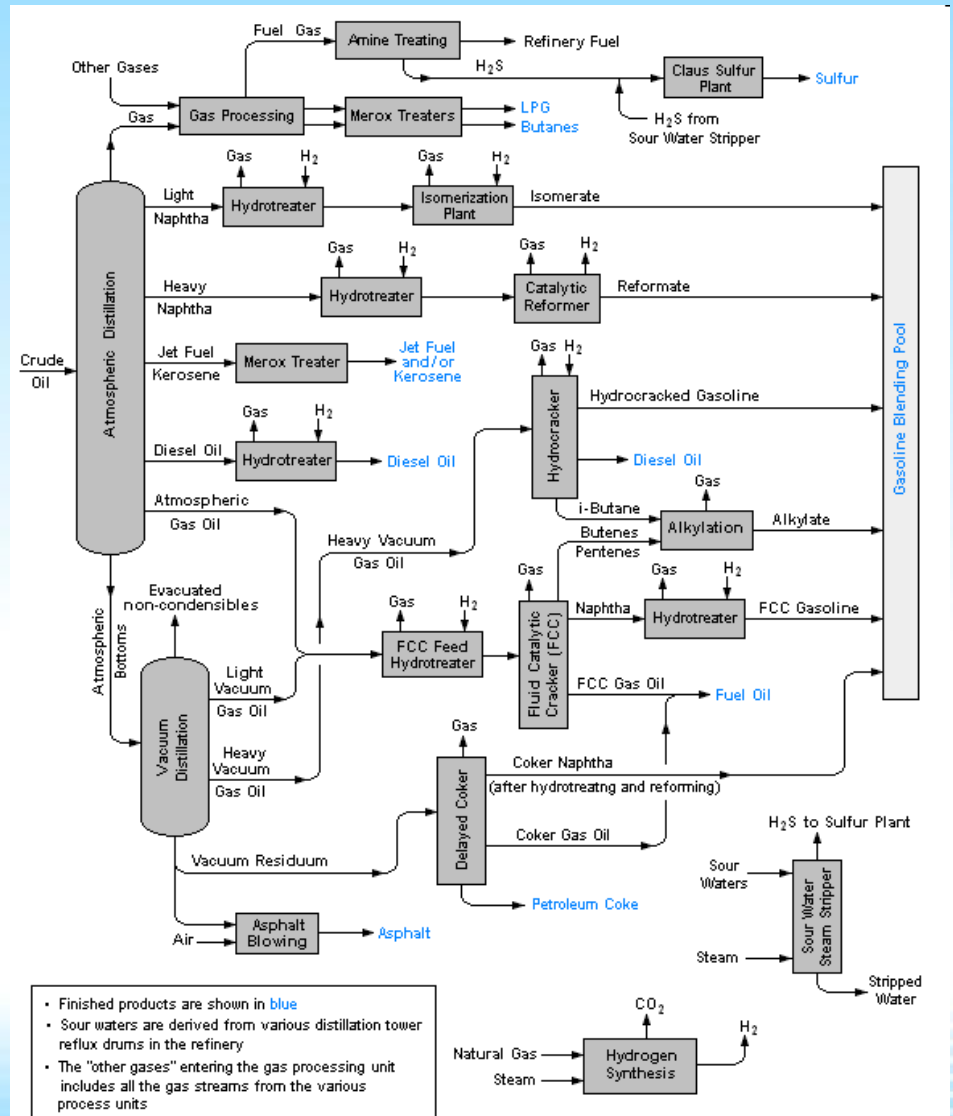 Fuel Gas
Amine Treating
Refinery Fuel
Other Gases
H₂S
Claus Sulfur
Plant
Sulfur
Gas
Gas Processing
Merox Treaters
LPG
Butanes
H₂S from
Sour Water Stripper
Gas
H₂
Gas
H₂
Light
Naphtha
Hydrotreater
Isomerization
Plant
Isomerate
Gas
H₂
Gas
H₂
Heavy
Naphtha
Hydrotreater
Catalytic
Reformer
Reformate
Crude
Oil
Atmospheric Distillation
Jet Fuel
Kerosene
Merox Treater
Jet Fuel
and/or
Kerosene
Gas
H₂
Hydrocracker
Hydrocracked Gasoline
Gasoline Blending Pool
Gas
H₂
Diesel Oil
Hydrotreater
Diesel Oil
Diesel Oil
Atmospheric
Gas Oil
i-Butane
Gas
Butenes
Pentenes
Alkylation
Alkylate
Heavy Vacuum
Gas Oil
Evacuated
non-condensibles
Atmospheric
Bottoms
Gas
H₂
FCC Feed
Hydrotreater
Gas
Fluid Catalytic
Cracker (FCC)
Naphtha
Gas
H₂
Hydrotreater
FCC Gasoline
Light
Vacuum
Gas Oil
FCC Gas Oil
Fuel Oil
Vacuum
Distillation
Heavy
Vacuum
Gas Oil
Gas
Delayed Coker
Coker Naphtha
(after hydrotreatng and reforming)
Coker Gas Oil
Vacuum Residuum
Petroleum Coke
Air
Asphalt
Blowing
Asphalt
H₂S to Sulfur Plant
Sour
Waters
Sour Water
Steam Stripper
Steam
Stripped
Water
• Finished products are shown in blue
• Sour waters are derived from various distillation tower
reflux drums in the refinery
• The "other gases" entering the gas processing unit
includes all the gas streams from the various
process units
CO₂
H₂
Natural Gas
Steam
Hydrogen
Synthesis